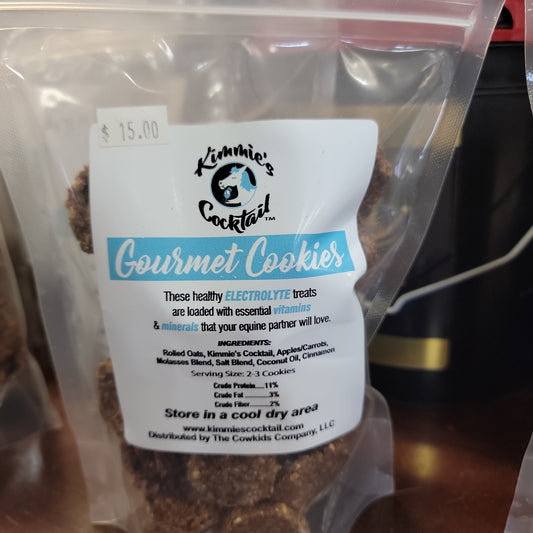 $ 15.00
Kimmie's
Cocktail™
Gourmet Cookies
These healthy ELECTROLYTE treats
are loaded with essential vitamins
& minerals that your equine partner will love.
INGREDIENTS:
Rolled Oats, Kimmie's Cocktail, Apples/Carrots,
Molasses Blend, Salt Blend, Coconut Oil, Cinnamon
Serving Size: 2-3 Cookies
Crude Protein.....11%
Crude Fat ............3%
Crude Fiber.........2%
Store in a cool dry area
www.kimmiescocktail.com
Distributed by The Cowkids Company, LLC